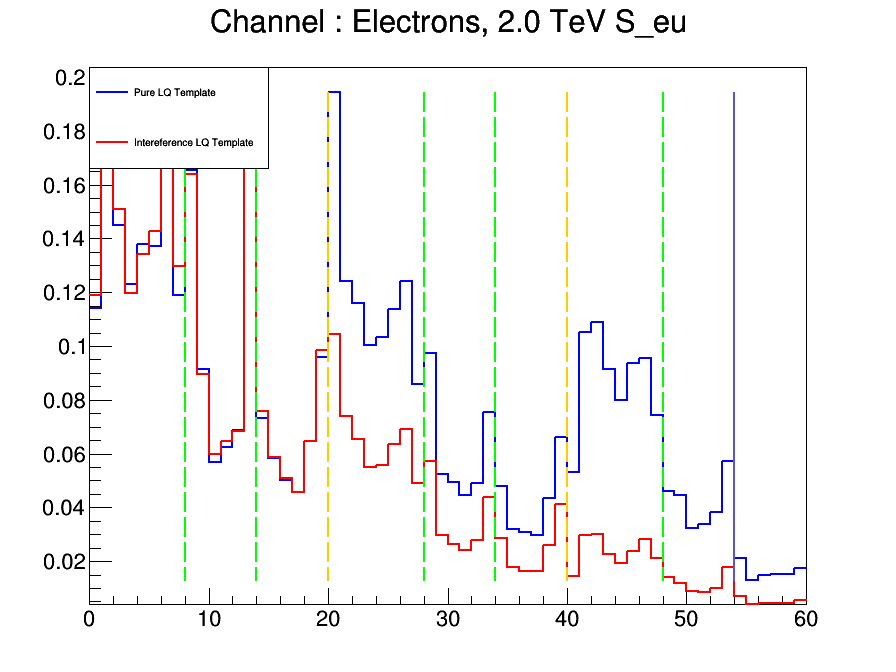 Channel : Electrons, 2.0 TeV S_eu
0.2
Pure LQ Template
0.18
Intereference LQ Template
0.16
0.14
0.12
0.1
0.08
0.06
0.04
0.02
0 10 20 30 40 50 60